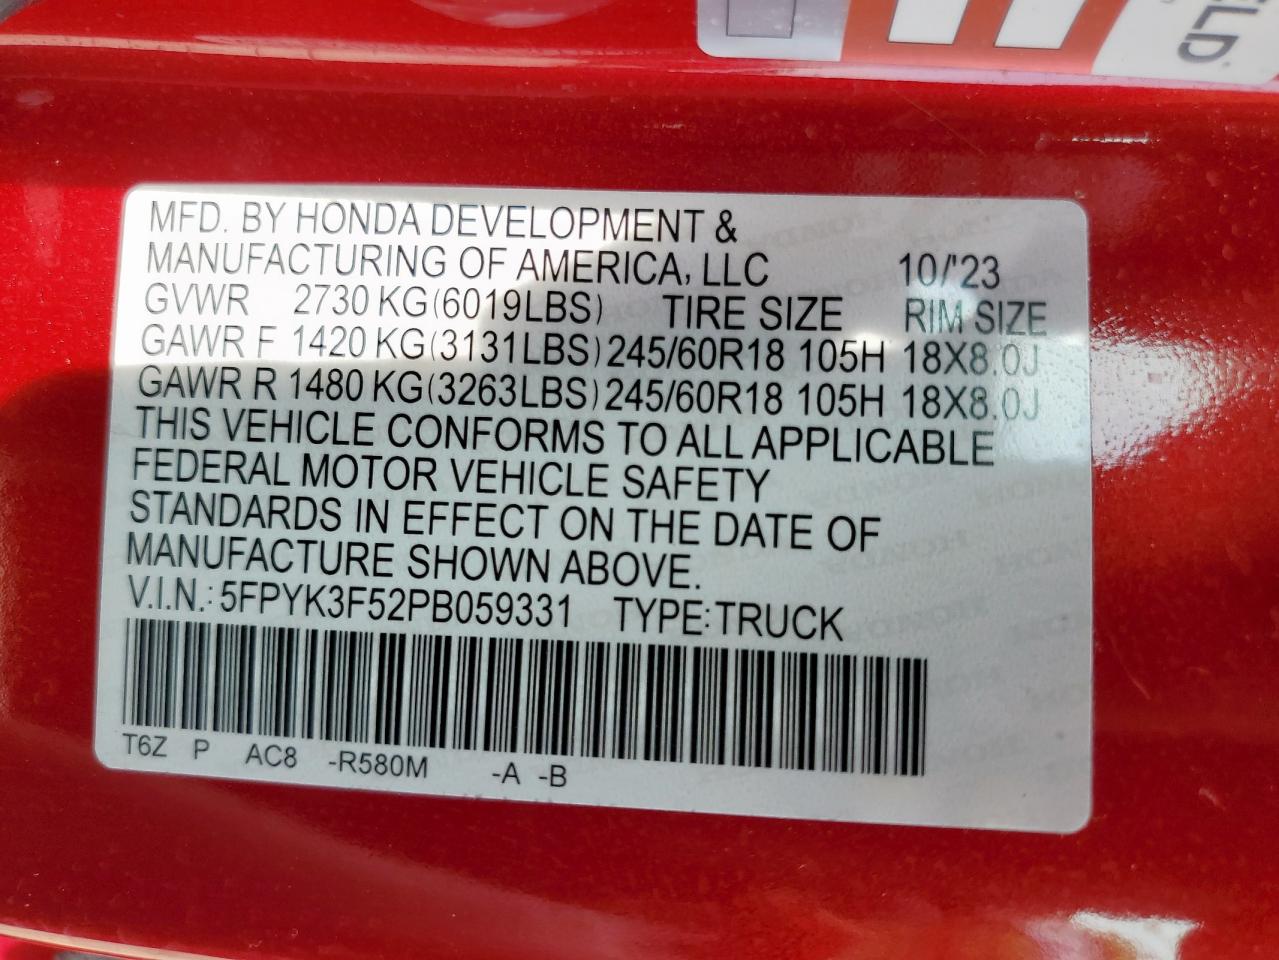 ELD
MFD. BY HONDA DEVELOPMENT &
MANUFACTURING OF AMERICA, LLC 10/'23
GVWR 2730 KG(6019LBS) TIRE SIZE RIM SIZE
GAWR F 1420 KG(3131LBS) 245/60R18 105H 18X8.0J
GAWR R 1480 KG(3263LBS) 245/60R18 105H 18X8.0J
THIS VEHICLE CONFORMS TO ALL APPLICABLE
FEDERAL MOTOR VEHICLE SAFETY
STANDARDS IN EFFECT ON THE DATE OF
MANUFACTURE SHOWN ABOVE.
V.I.N.: 5FPYK3F52PB059331 TYPE:TRUCK
T6Z P AC8 -R580M -A -B